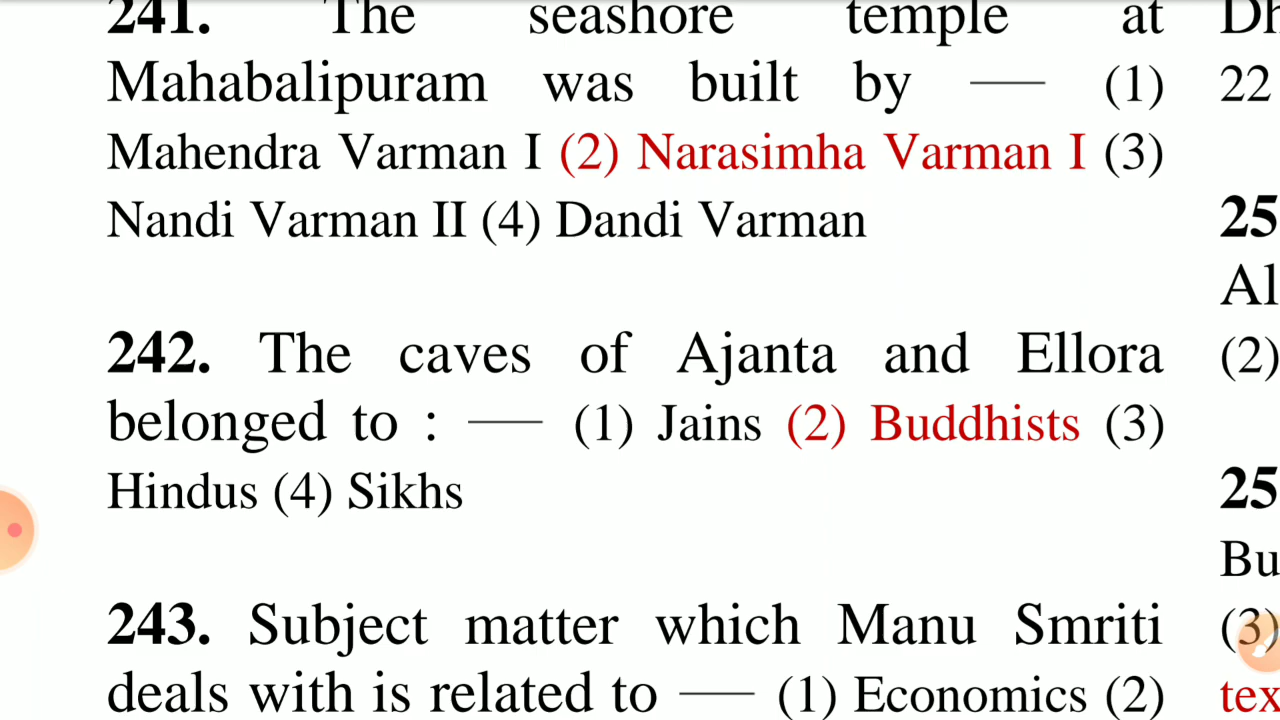 241. The seashore temple at
Mahabalipuram was built by — (1)
Mahendra Varman I (2) Narasimha Varman I (3)
Nandi Varman II (4) Dandi Varman
242. The caves of Ajanta and Ellora
belonged to : — (1) Jains (2) Buddhists (3)
Hindus (4) Sikhs
243. Subject matter which Manu Smriti
deals with is related to — (1) Economics (2)
22
25
Al
(2)
25
Bu
(3)
tex